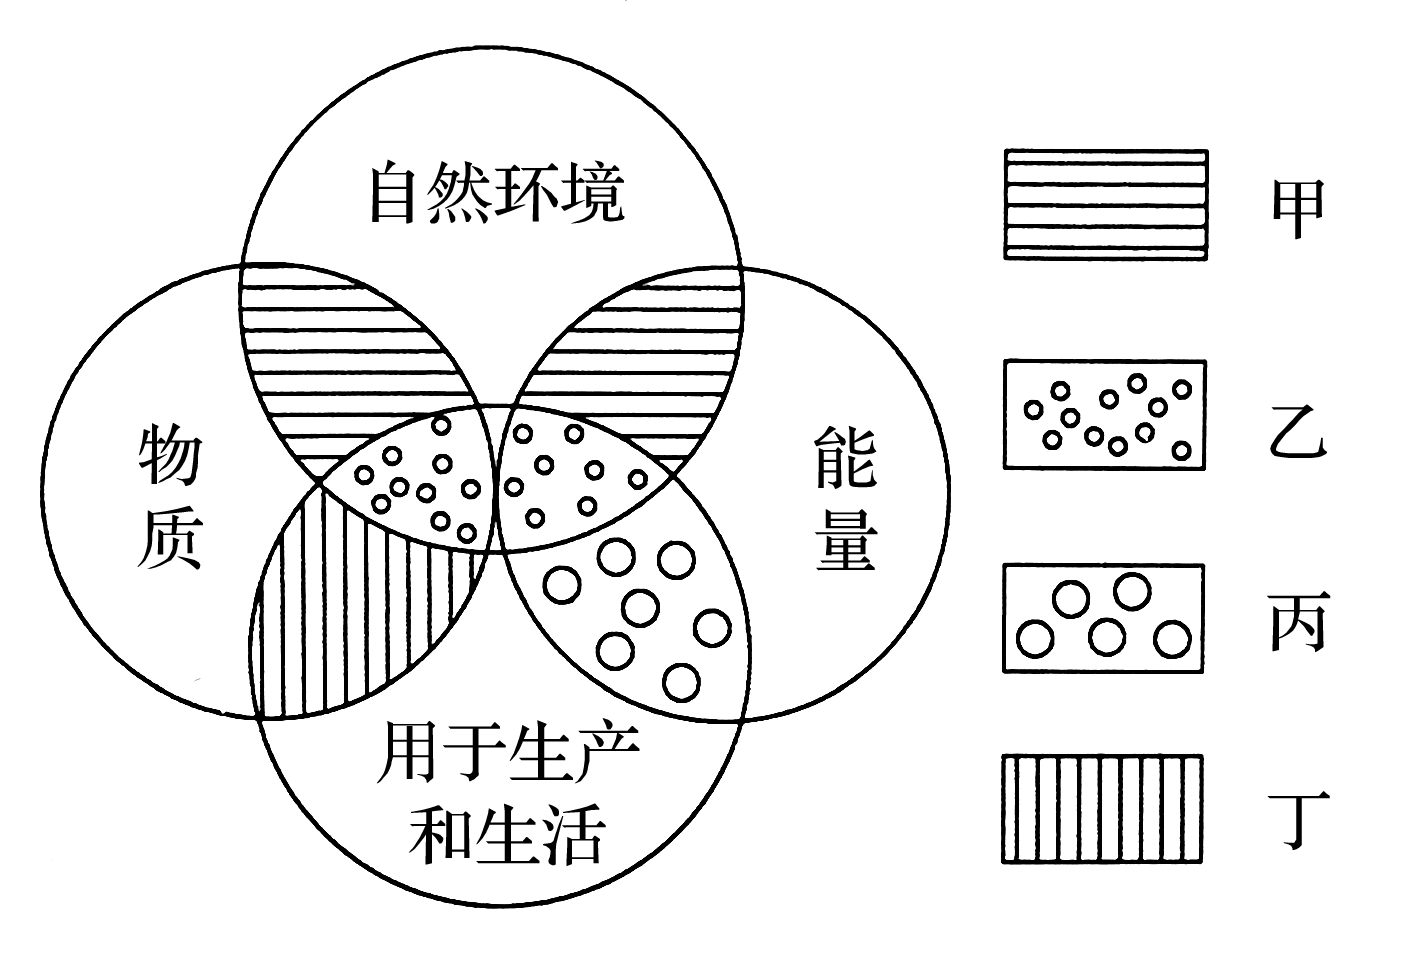 自然环境
物
质
能
量
用于生产
和生活
甲
乙
丙
丁